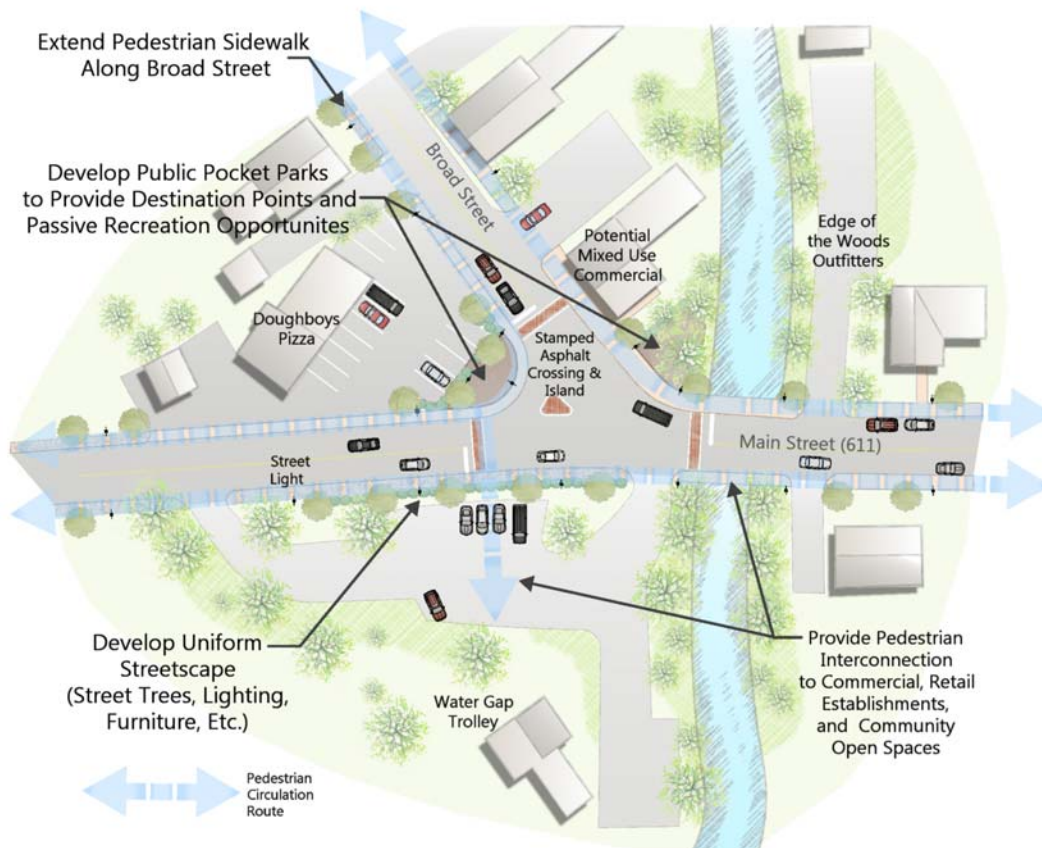 Extend Pedestrian Sidewalk
Along Broad Street
Develop Public Pocket Parks
to Provide Destination Points and
Passive Recreation Opportunites
Broad Street
Potential
Mixed Use
Commercial
Edge of
the Woods
Outfitters
Doughboys
Pizza
Stamped
Asphalt
Crossing &
Island
Main Street (611)
Street
Light
Develop Uniform
Streetscape
(Street Trees, Lighting,
Furniture, Etc.)
Water Gap
Trolley
Provide Pedestrian
Interconnection
to Commercial, Retail
Establishments,
and Community
Open Spaces
Pedestrian
Circulation
Route